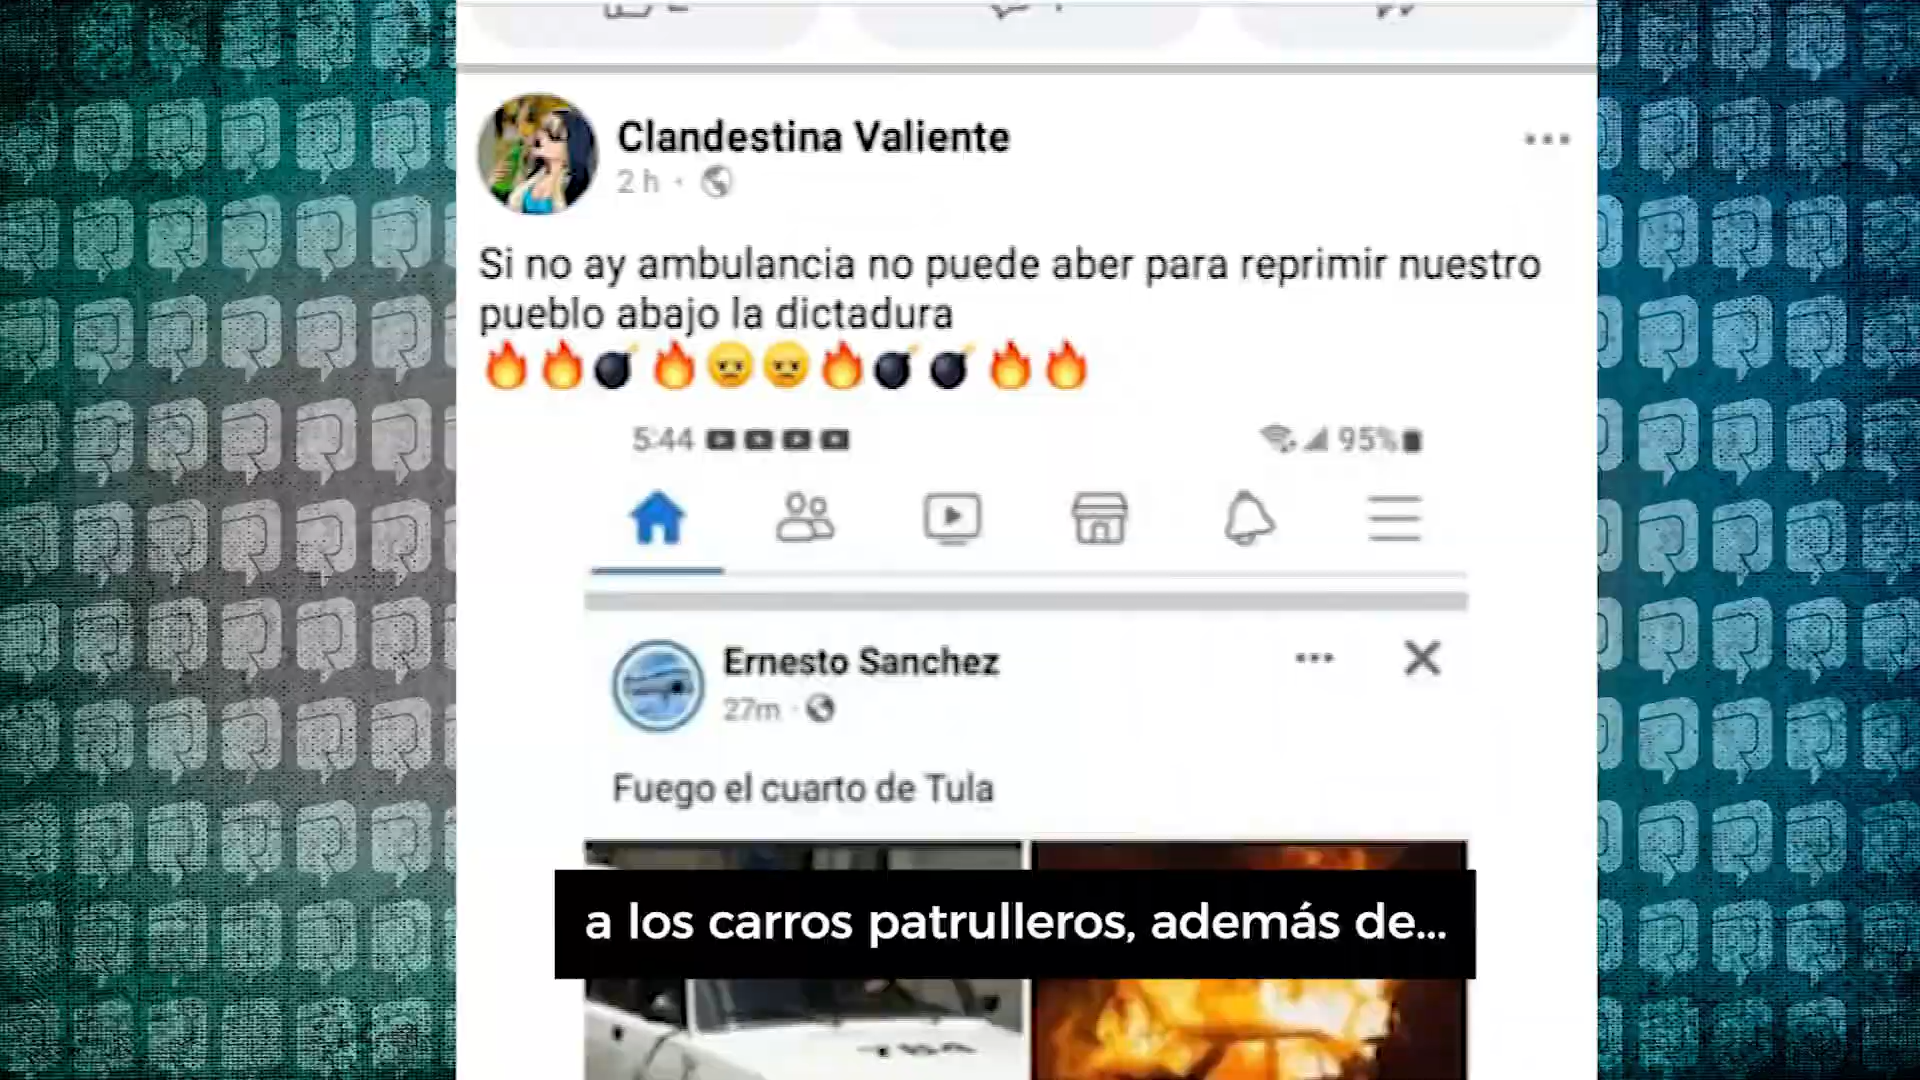 Clandestina Valiente
2 h
Si no ay ambulancia no puede aber para reprimir nuestro
pueblo abajo la dictadura
5:44
95%
Ernesto Sanchez
27m
Fuego el cuarto de Tula
a los carros patrulleros, además de...